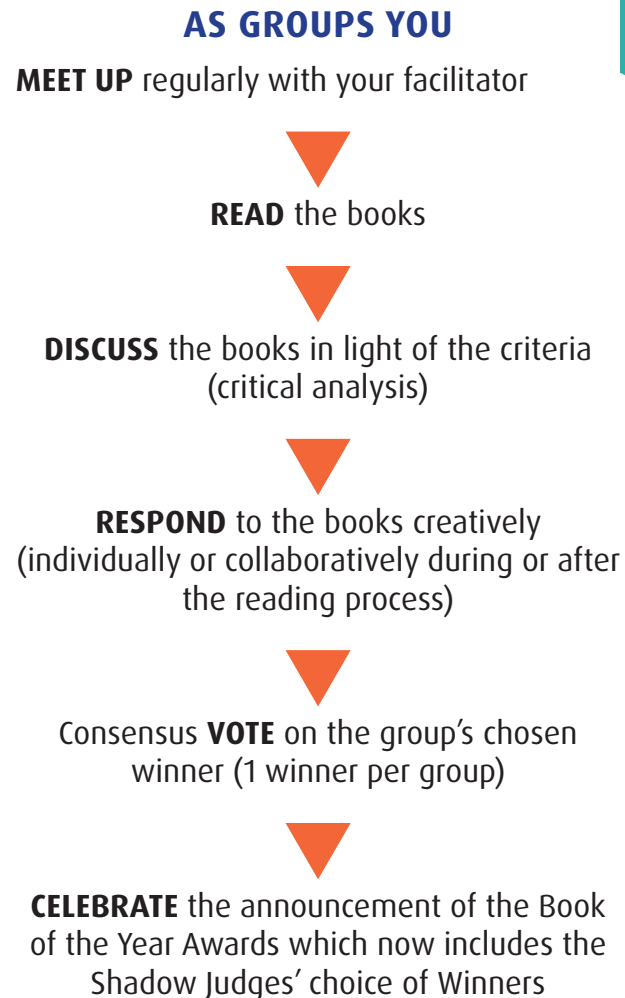 AS GROUPS YOU
MEET UP regularly with your facilitator
READ the books
DISCUSS the books in light of the criteria
(critical analysis)
RESPOND to the books creatively
(individually or collaboratively during or after
the reading process)
Consensus VOTE on the group’s chosen
winner (1 winner per group)
CELEBRATE the announcement of the Book
of the Year Awards which now includes the
Shadow Judges’ choice of Winners